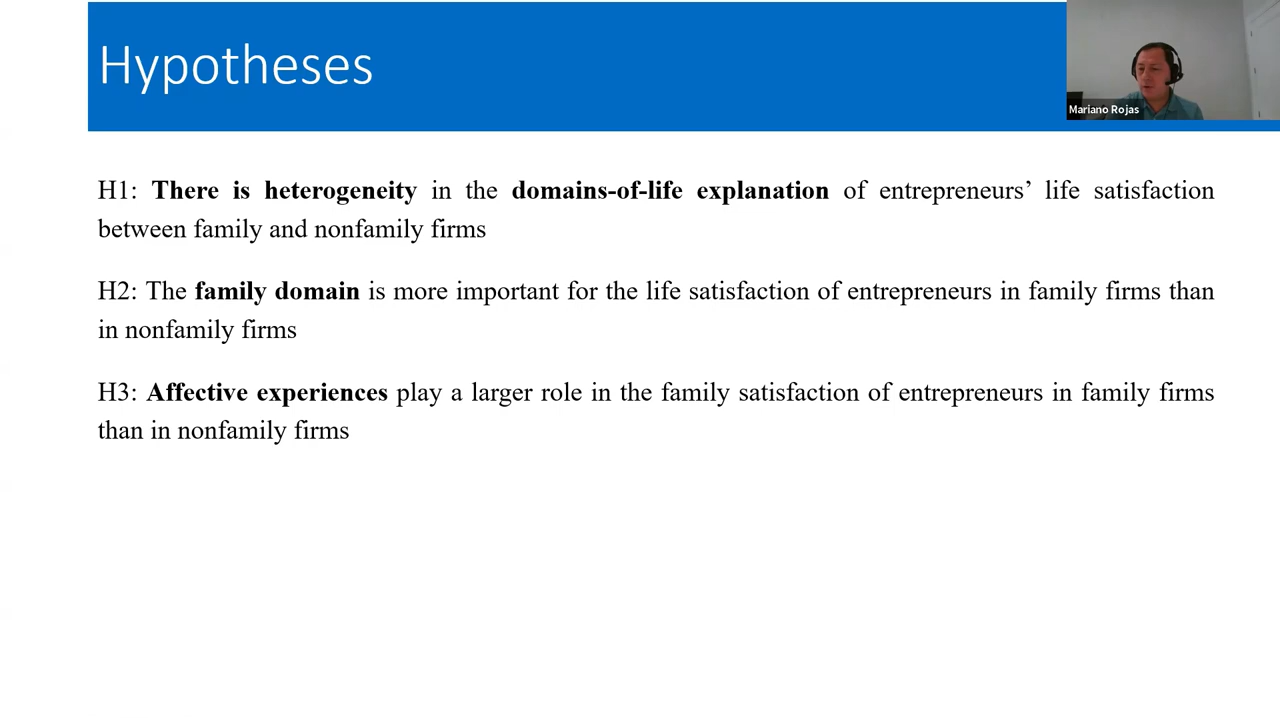 Hypotheses
Mariano Rojas
H1: There is heterogeneity in the domains-of-life explanation of entrepreneurs’ life satisfaction
between family and nonfamily firms
H2: The family domain is more important for the life satisfaction of entrepreneurs in family firms than
in nonfamily firms
H3: Affective experiences play a larger role in the family satisfaction of entrepreneurs in family firms
than in nonfamily firms